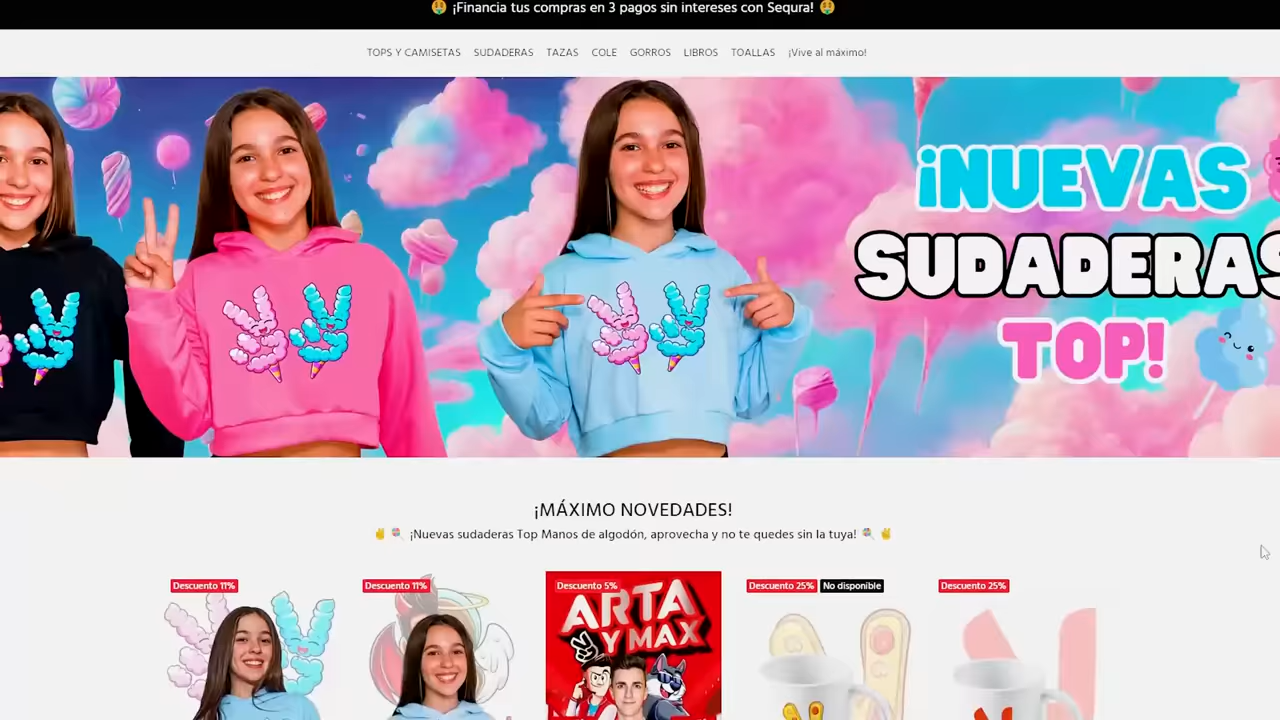 🤑 ¡Financia tus compras en 3 pagos sin intereses con Sequra! 🤑
TOPS Y CAMISETAS SUDADERAS TAZAS COLE GORROS LIBROS TOALLAS ¡Vive al máximo!
¡NUEVAS
SUDADERAS
TOP!
¡MÁXIMO NOVEDADES!
✌️ 🍭 ¡Nuevas sudaderas Top Manos de algodón, aprovecha y no te quedes sin la tuya! 🍭 ✌️
Descuento 11%
Descuento 11%
Descuento 5%
Descuento 25% No disponible
Descuento 25%
ARTA
Y MAX